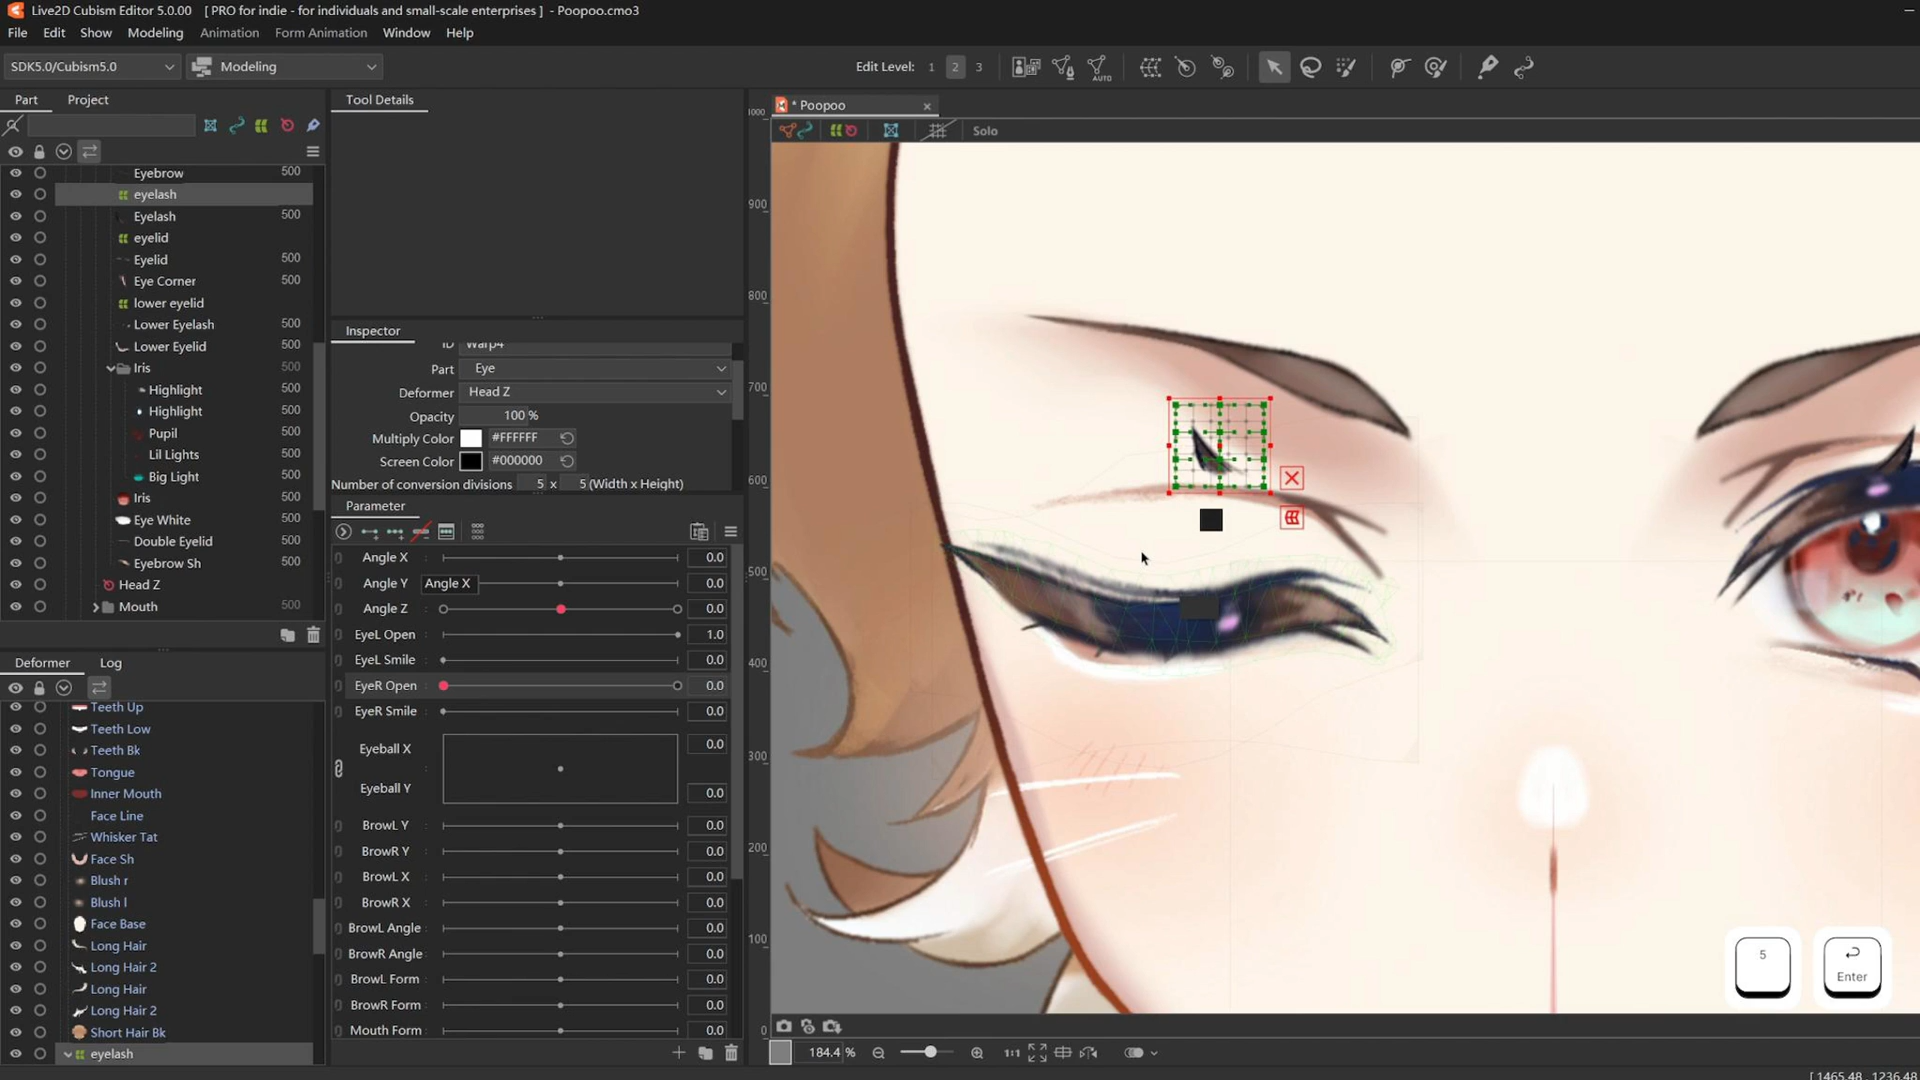 Live2D Cubism Editor 5.0.00 [ PRO for indie - for individuals and small-scale enterprises ] - Poopoo.cmo3
File Edit Show Modeling Animation Form Animation Window Help
SDK5.0/Cubism5.0 Modeling Edit Level: 1 2 3 AUTO
Part Project
Eyebrow 500
eyelash
Eyelash 500
eyelid
Eyelid 500
Eye Corner 500
lower eyelid
Lower Eyelash 500
Lower Eyelid 500
Iris 500
Highlight 500
Highlight 500
Pupil 500
Lil Lights 500
Big Light 500
Iris 500
Eye White 500
Double Eyelid 500
Eyebrow Sh 500
Head Z
Mouth 500
Deformer Log
Teeth Up
Teeth Low
Teeth Bk
Tongue
Inner Mouth
Face Line
Whisker Tat
Face Sh
Blush r
Blush l
Face Base
Long Hair
Long Hair 2
Long Hair
Long Hair 2
Short Hair Bk
eyelash
Tool Details
Inspector
ID Warp4
Part Eye
Deformer Head Z
Opacity 100 %
Multiply Color #FFFFFF
Screen Color #000000
Number of conversion divisions 5 x 5 (Width x Height)
Parameter
Angle X 0.0
Angle Y Angle X 0.0
Angle Z 0.0
EyeL Open 1.0
EyeL Smile 0.0
EyeR Open 0.0
EyeR Smile 0.0
Eyeball X 0.0
Eyeball Y 0.0
BrowL Y 0.0
BrowR Y 0.0
BrowL X 0.0
BrowR X 0.0
BrowL Angle 0.0
BrowR Angle 0.0
BrowL Form 0.0
BrowR Form 0.0
Mouth Form 0.0
* Poopoo
Solo
900
800
700
600
500
400
300
200
100
0
184.4 %
1:1
5
Enter
[ 1465.48 , 1236.48